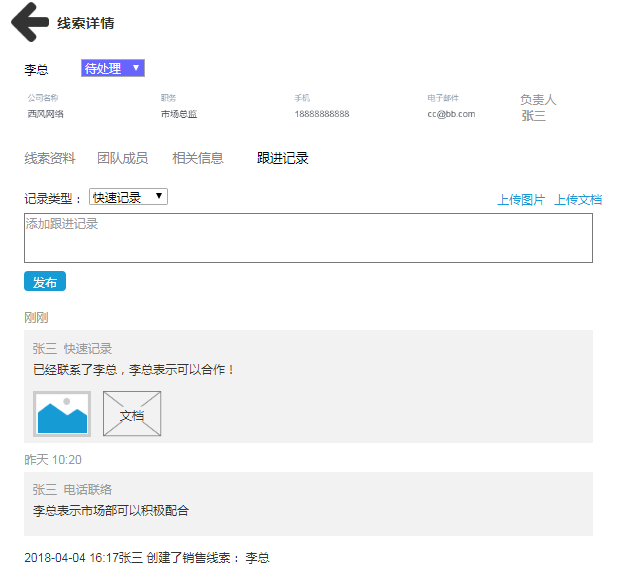 线索详情
李总 待处理
公司名称 职务 手机 电子邮件 负责人
西风网络 市场总监 18888888888 cc@bb.com 张三
线索资料 团队成员 相关信息 跟进记录
记录类型： 快速记录 上传图片 上传文档
添加跟进记录
发布
刚刚
张三 快速记录
已经联系了李总，李总表示可以合作！
文档
昨天 10:20
张三 电话联络
李总表示市场部可以积极配合
2018-04-04 16:17张三 创建了销售线索： 李总